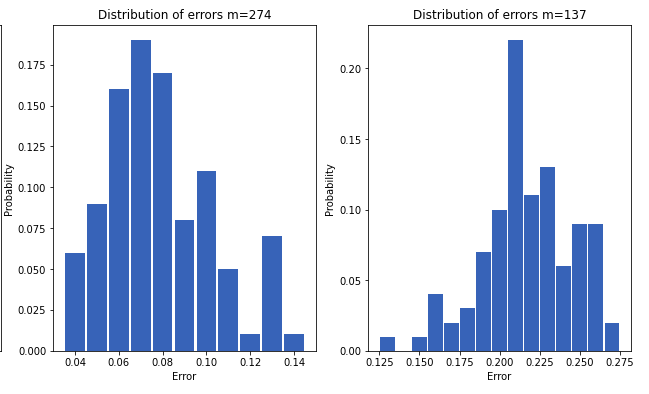 Distribution of errors m=274
Probability
0.175
0.150
0.125
0.100
0.075
0.050
0.025
0.000
0.04 0.06 0.08 0.10 0.12 0.14
Error
Distribution of errors m=137
Probability
0.20
0.15
0.10
0.05
0.00
0.125 0.150 0.175 0.200 0.225 0.250 0.275
Error